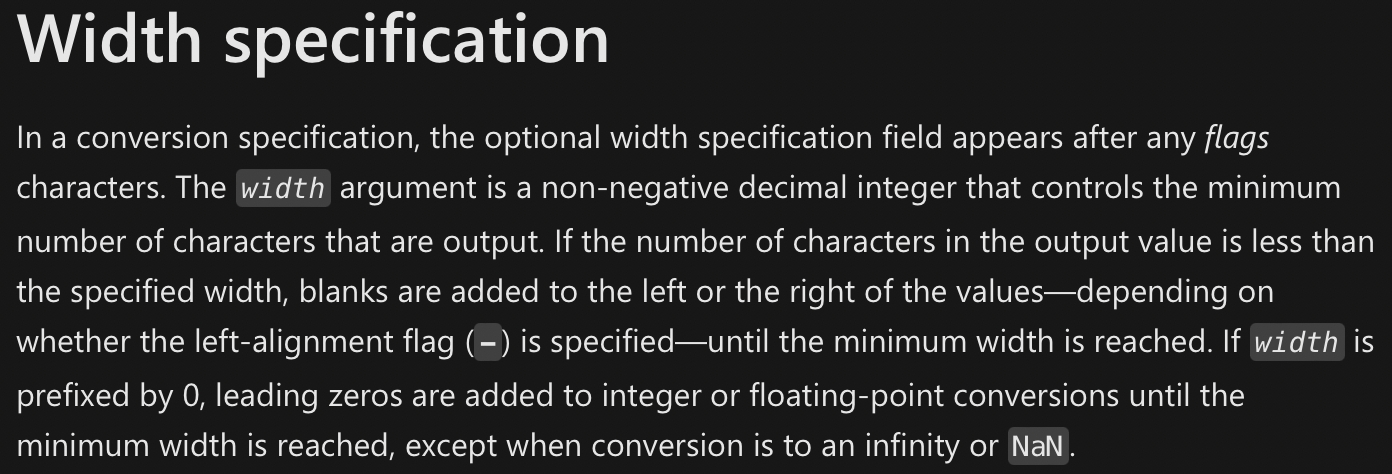 Width specification
In a conversion specification, the optional width specification field appears after any flags
characters. The width argument is a non-negative decimal integer that controls the minimum
number of characters that are output. If the number of characters in the output value is less than
the specified width, blanks are added to the left or the right of the values—depending on
whether the left-alignment flag (-) is specified—until the minimum width is reached. If width is
prefixed by 0, leading zeros are added to integer or floating-point conversions until the
minimum width is reached, except when conversion is to an infinity or NaN.